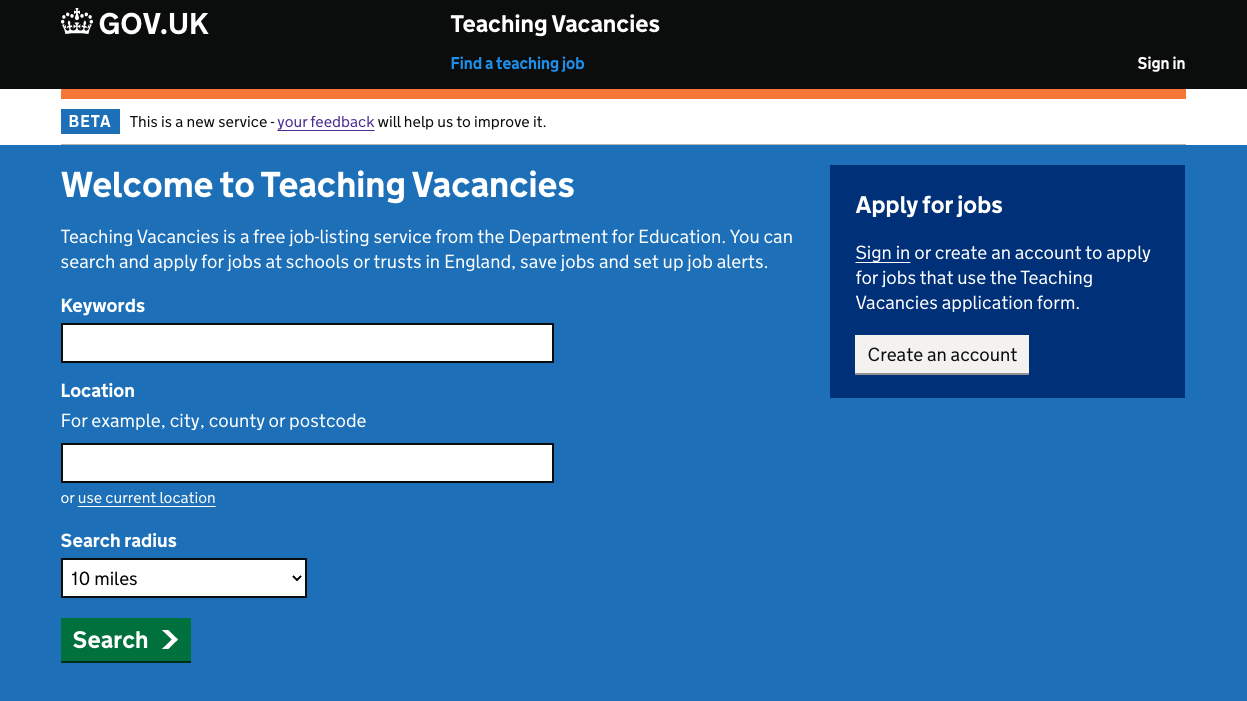 GOV.UK
Teaching Vacancies
Find a teaching job
Sign in
BETA
This is a new service - your feedback will help us to improve it.
Welcome to Teaching Vacancies
Teaching Vacancies is a free job-listing service from the Department for Education. You can
search and apply for jobs at schools or trusts in England, save jobs and set up job alerts.
Keywords
Location
For example, city, county or postcode
or use current location
Search radius
10 miles
Search
Apply for jobs
Sign in or create an account to apply
for jobs that use the Teaching
Vacancies application form.
Create an account